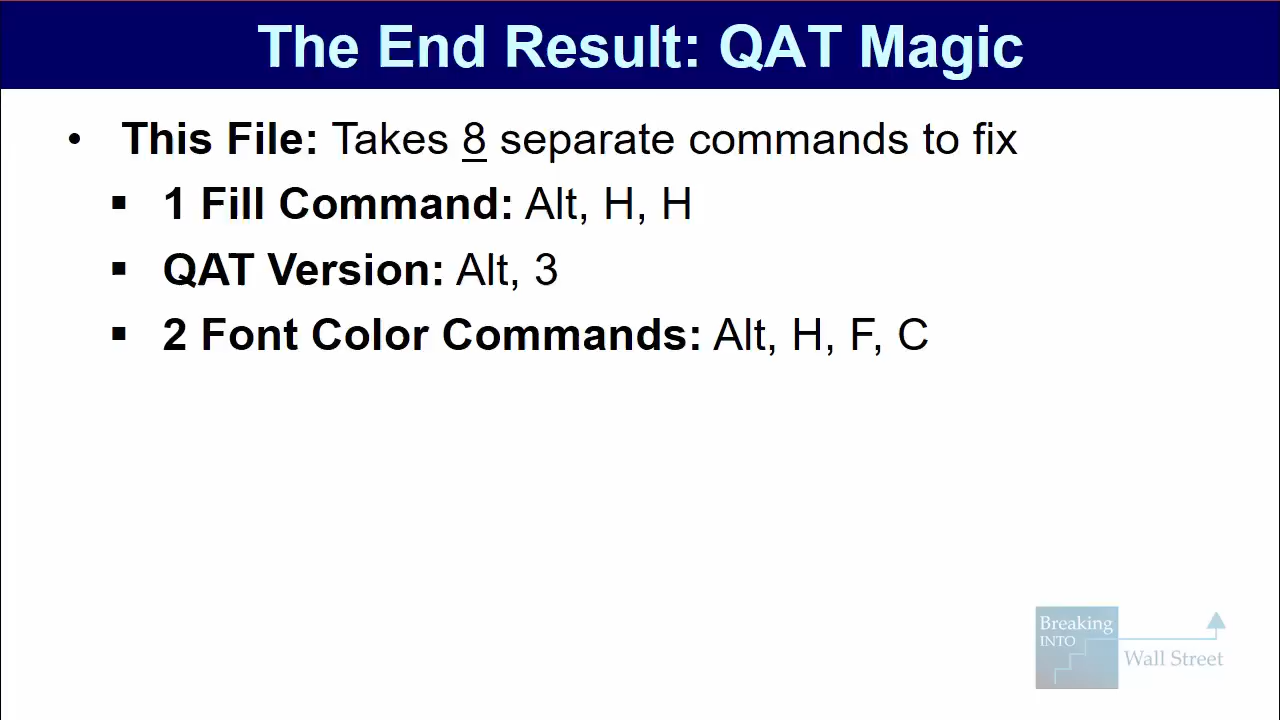 The End Result: QAT Magic
• This File: Takes 8 separate commands to fix
▪ 1 Fill Command: Alt, H, H
▪ QAT Version: Alt, 3
▪ 2 Font Color Commands: Alt, H, F, C
Breaking
INTO
Wall Street